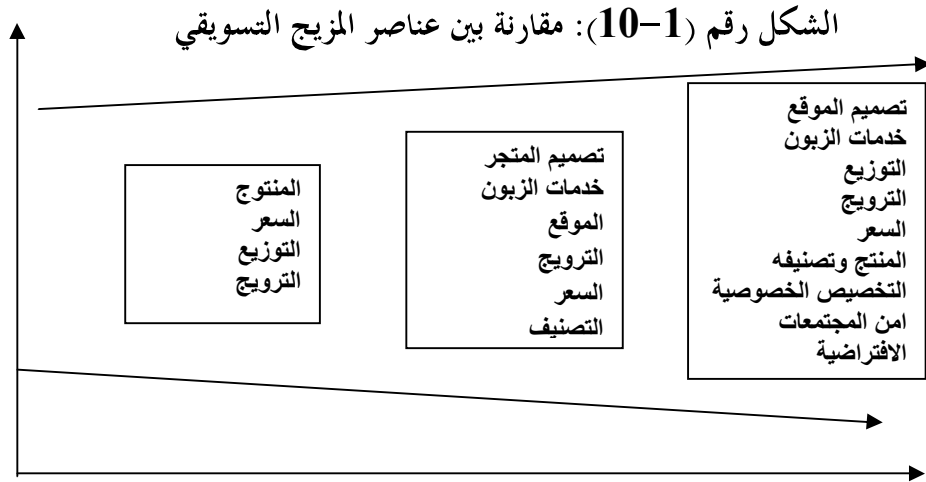 الشكل رقم (1-10): مقارنة بين عناصر المزيج التسويقي
تصميم الموقع
خدمات الزبون
التوزيع
الترويج
السعر
المنتج وتصنيفه
التخصيص الخصوصية
امن المجتمعات
الافتراضية
تصميم المتجر
خدمات الزبون
الموقع
الترويج
السعر
التصنيف
المنتوج
السعر
التوزيع
الترويج